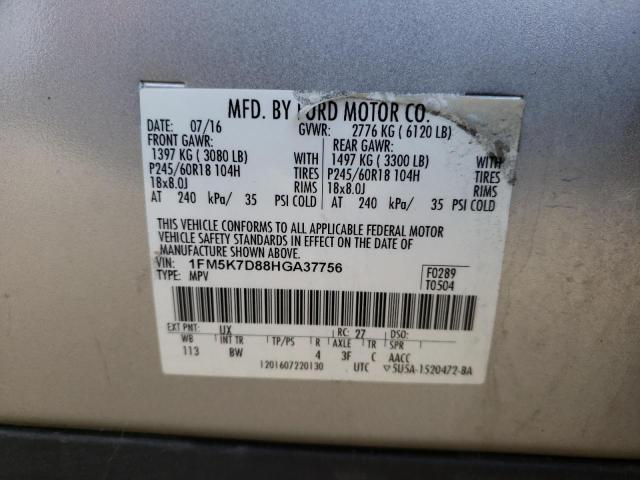 MFD. BY FORD MOTOR CO.
DATE: 07/16 GVWR: 2776 KG ( 6120 LB)
FRONT GAWR: REAR GAWR:
1397 KG ( 3080 LB) WITH 1497 KG ( 3300 LB) WITH
P245/60R18 104H TIRES P245/60R18 104H TIRES
18x8.0J RIMS 18x8.0J RIMS
AT 240 kPa/ 35 PSI COLD AT 240 kPa/ 35 PSI COLD
THIS VEHICLE CONFORMS TO ALL APPLICABLE FEDERAL MOTOR
VEHICLE SAFETY STANDARDS IN EFFECT ON THE DATE OF
MANUFACTURE SHOWN ABOVE.
VIN: 1FM5K7D88HGA37756 F0289
TYPE: MPV T0504
EXT PNT: UX RC: 27 DSO:
WB INT TR TP/PS R AXLE TR SPR
113 BW 4 3F C AACC
1201607220130 UTC ▽5USA-1520472-BA